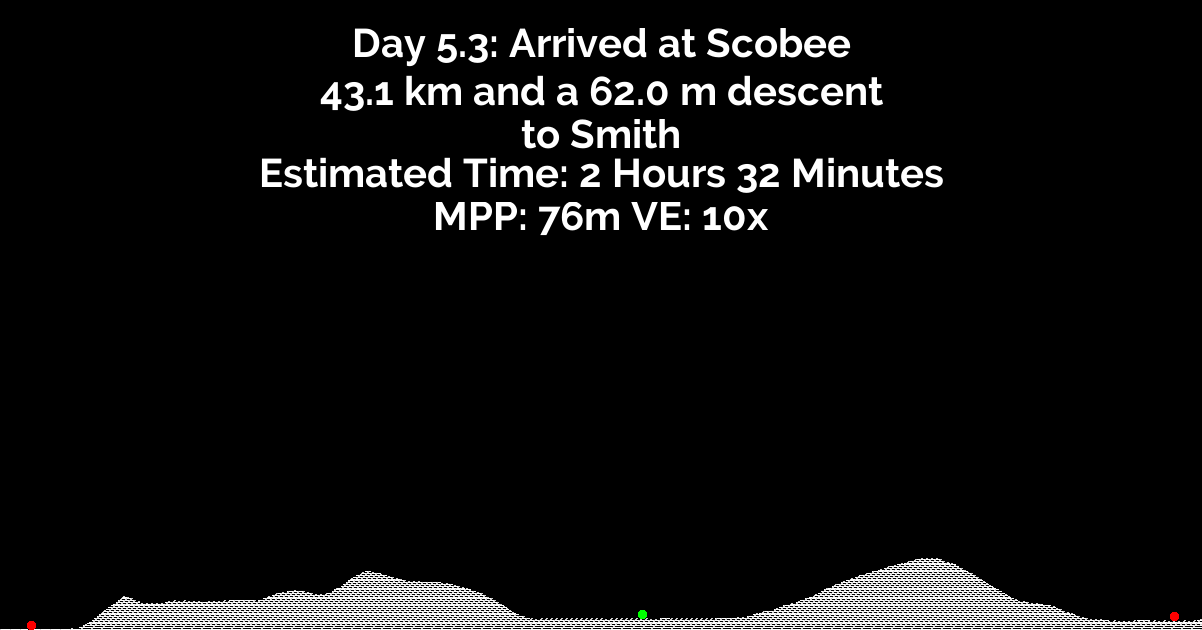 Day 5.3: Arrived at Scobee
43.1 km and a 62.0 m descent
to Smith
Estimated Time: 2 Hours 32 Minutes
MPP: 76m VE: 10x